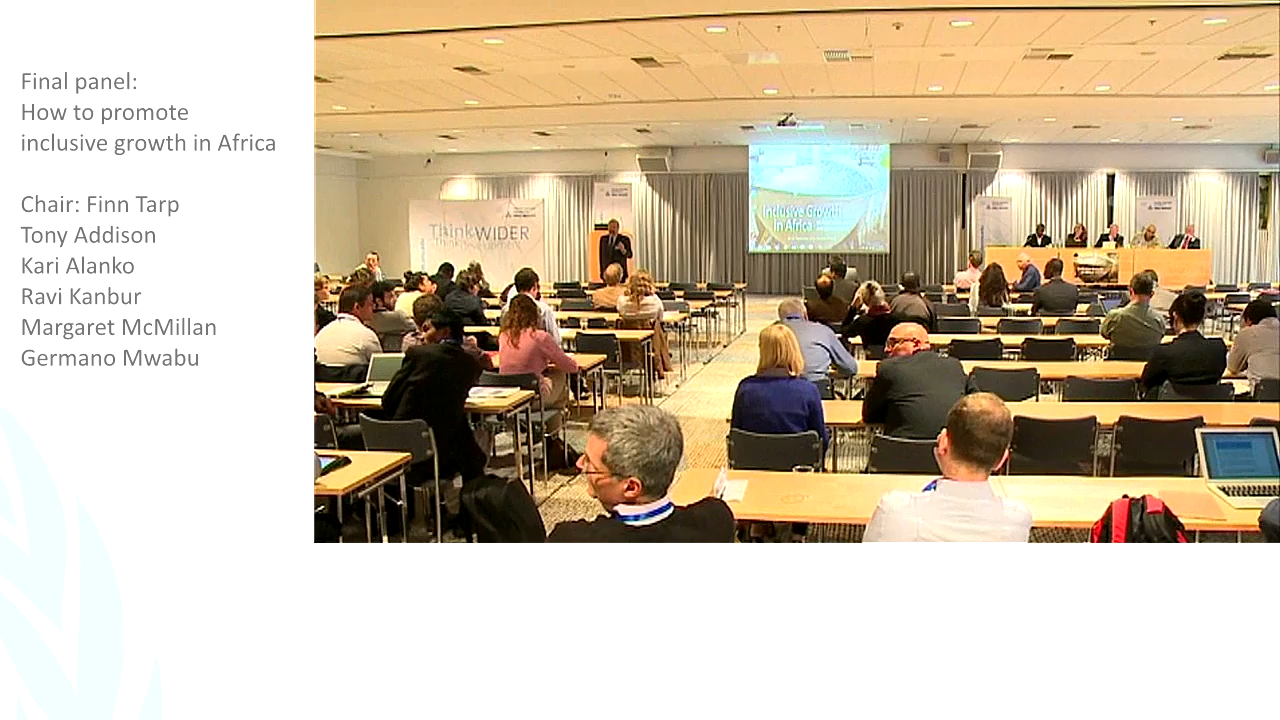 Final panel:
How to promote
inclusive growth in Africa
Chair: Finn Tarp
Tony Addison
Kari Alanko
Ravi Kanbur
Margaret McMillan
Germano Mwabu
ThinkWIDER
Inclusive Growth
in Africa